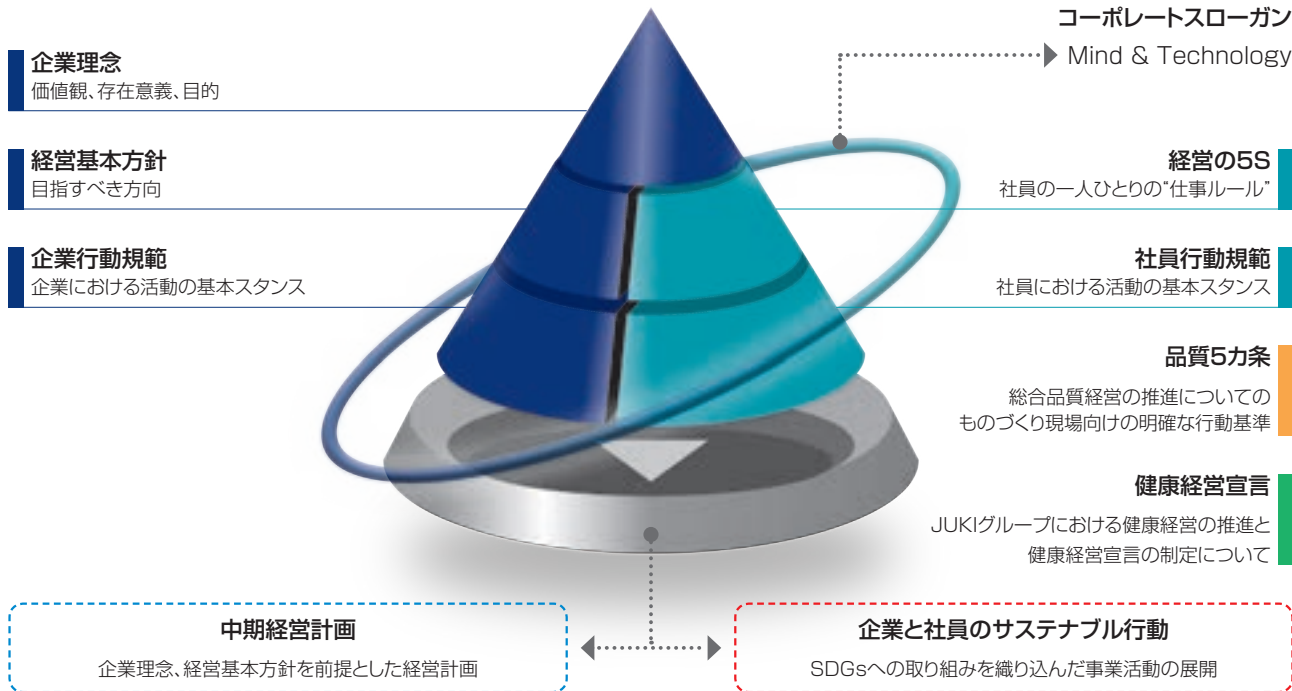 コーポレートスローガン
Mind & Technology
企業理念
価値観、存在意義、目的
経営基本方針
目指すべき方向
企業行動規範
企業における活動の基本スタンス
経営の5S
社員の一人ひとりの“仕事ルール”
社員行動規範
社員における活動の基本スタンス
品質5カ条
総合品質経営の推進についての
ものづくり現場向けの明確な行動基準
健康経営宣言
JUKIグループにおける健康経営の推進と
健康経営宣言の制定について
中期経営計画
企業理念、経営基本方針を前提とした経営計画
企業と社員のサステナブル行動
SDGsへの取り組みを織り込んだ事業活動の展開